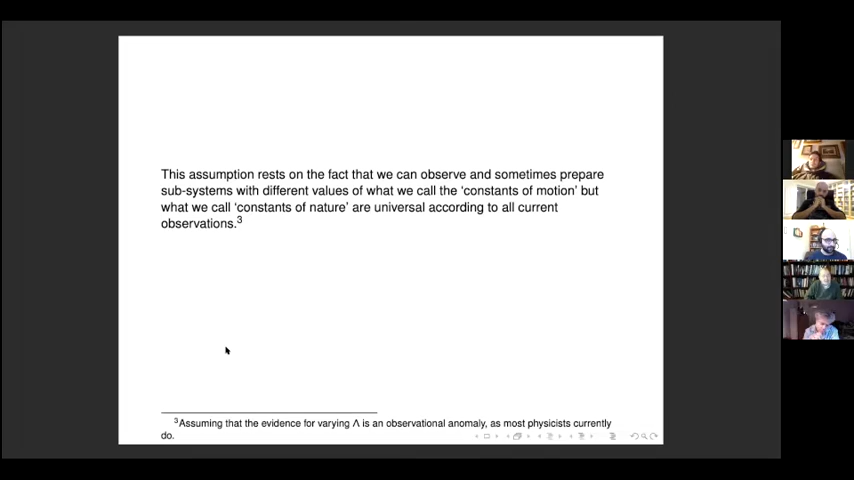 This assumption rests on the fact that we can observe and sometimes prepare
sub-systems with different values of what we call the ‘constants of motion’ but
what we call ‘constants of nature’ are universal according to all current
observations.³
³Assuming that the evidence for varying Λ is an observational anomaly, as most physicists currently
do.